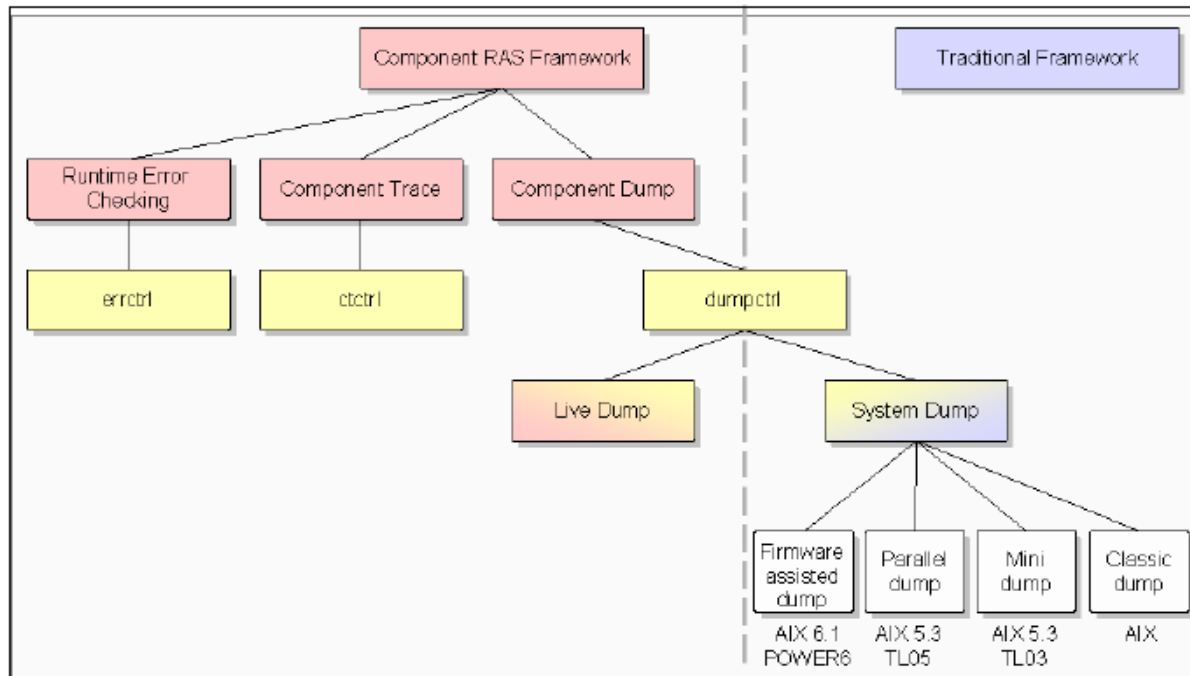 Component RAS Framework
Traditional Framework
Runtime Error
Checking
Component Trace
Component Dump
errctrl
ctctrl
dumpctrl
Live Dump
System Dump
Firmware
assisted
dump
Parallel
dump
Mini
dump
Classic
dump
AIX 6.1
POWER6
AIX 5.3
TL05
AIX 5.3
TL03
AIX